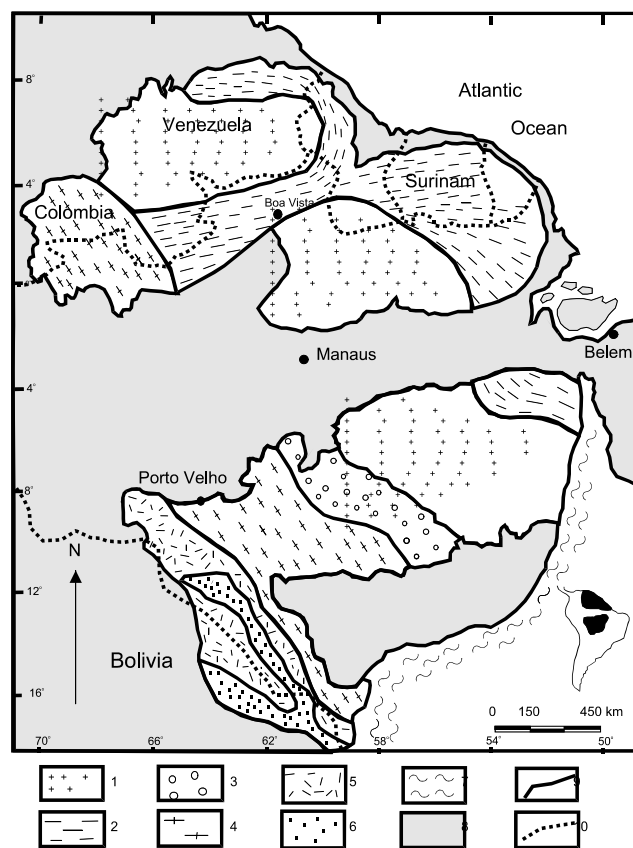 8°
Atlantic
Ocean
Venezuela
4°
Surinam
Colombia
Boa Vista
Manaus
Belem
4°
Porto Velho
8°
N
12°
Bolivia
0 150 450 km
16°
70° 66° 62° 58° 54° 50°
1 3 5 7 9
2 4 6 8 0